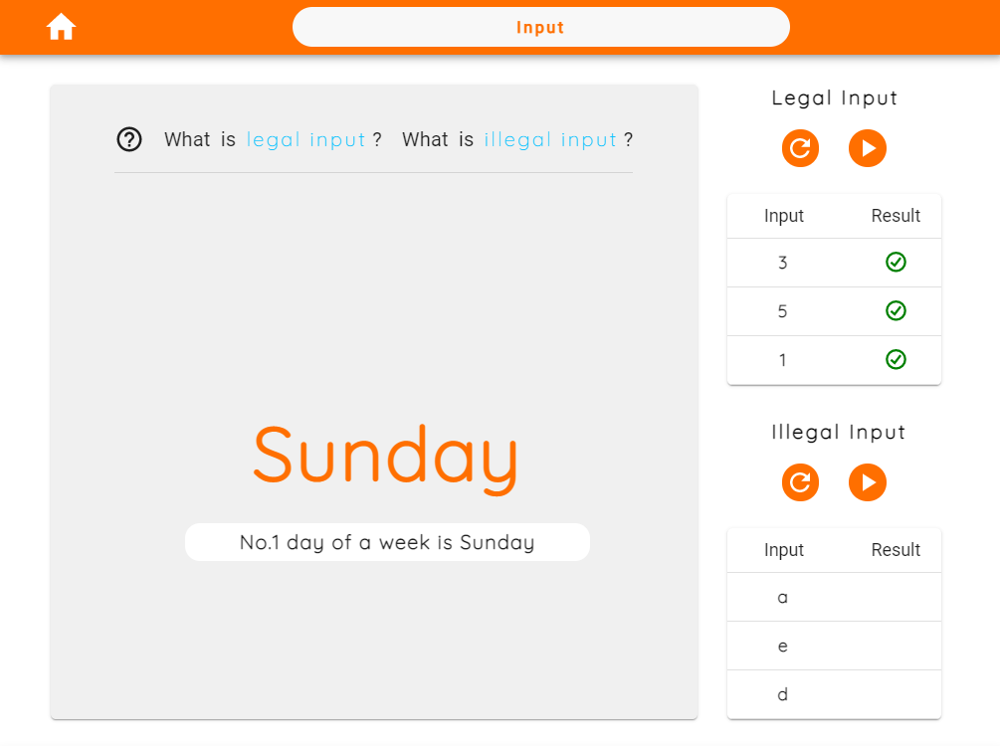 Input
What is legal input ? What is illegal input ?
Sunday
No.1 day of a week is Sunday
Legal Input
Input Result
3
5
1
Illegal Input
Input Result
a
e
d